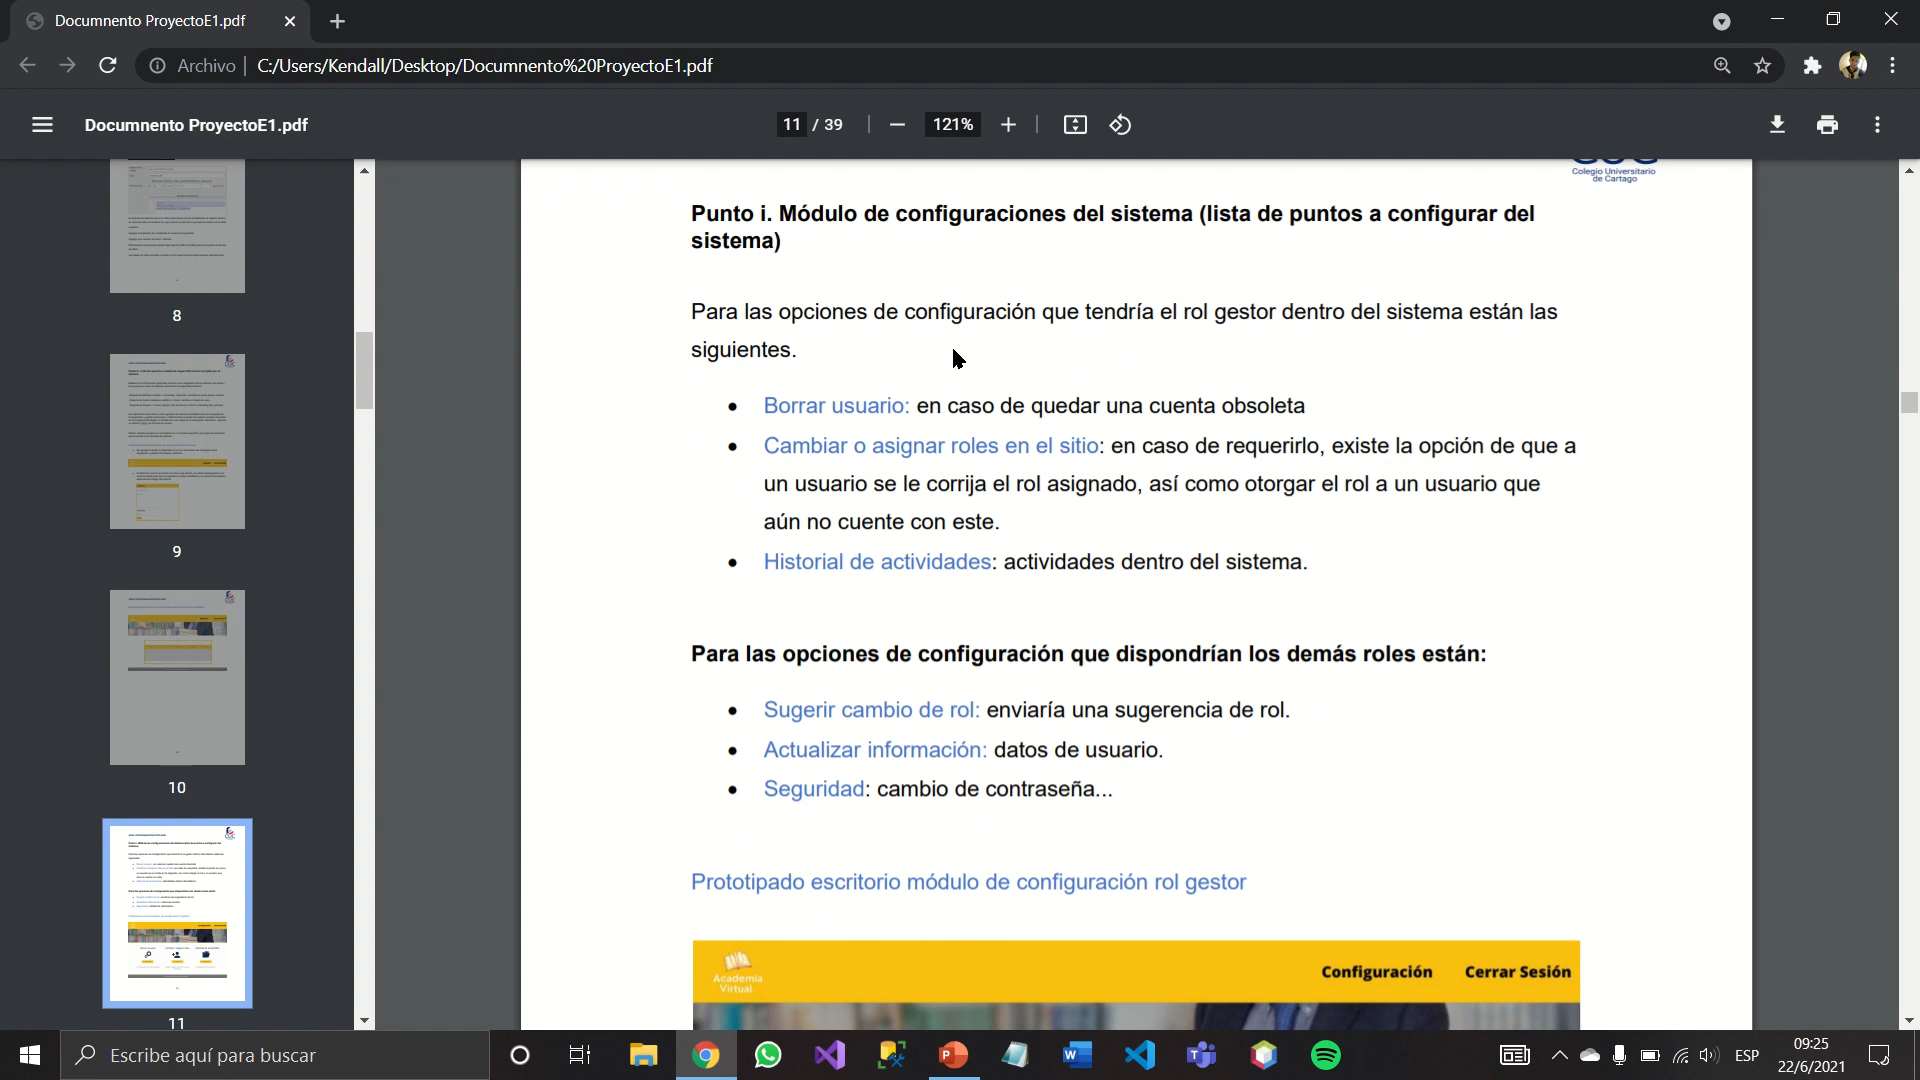 Documnento ProyectoE1.pdf
Archivo
C:/Users/Kendall/Desktop/Documnento%20ProyectoE1.pdf
Documnento ProyectoE1.pdf
11 / 39
121%
8
9
10
11
Colegio Universitario
de Cartago
Punto i. Módulo de configuraciones del sistema (lista de puntos a configurar del
sistema)
Para las opciones de configuración que tendría el rol gestor dentro del sistema están las
siguientes.
• Borrar usuario: en caso de quedar una cuenta obsoleta
• Cambiar o asignar roles en el sitio: en caso de requerirlo, existe la opción de que a
un usuario se le corrija el rol asignado, así como otorgar el rol a un usuario que
aún no cuente con este.
• Historial de actividades: actividades dentro del sistema.
Para las opciones de configuración que dispondrían los demás roles están:
• Sugerir cambio de rol: enviaría una sugerencia de rol.
• Actualizar información: datos de usuario.
• Seguridad: cambio de contraseña...
Prototipado escritorio módulo de configuración rol gestor
Academia
Virtual
Configuración
Cerrar Sesión
Escribe aquí para buscar
ESP
09:25
22/6/2021